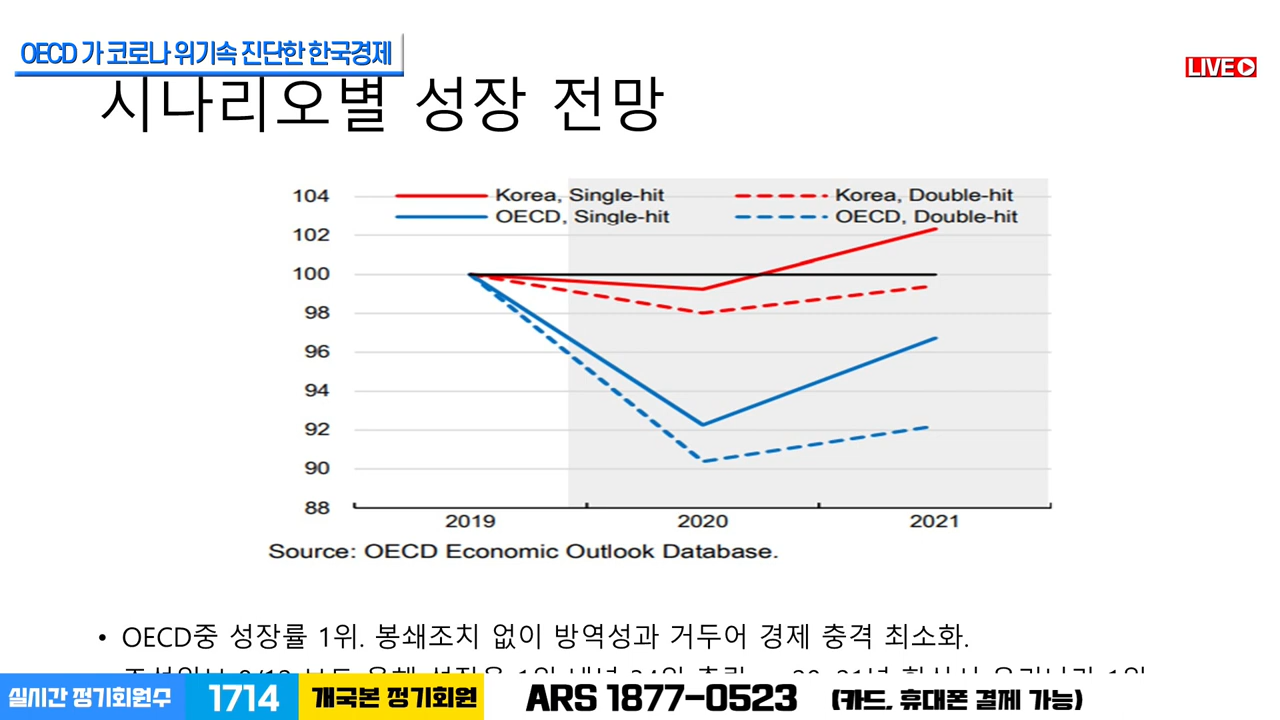 OECD 가 코로나 위기속 진단한 한국경제
LIVE
시나리오별 성장 전망
Korea, Single-hit
Korea, Double-hit
OECD, Single-hit
OECD, Double-hit
104
102
100
98
96
94
92
90
88
2019 2020 2021
Source: OECD Economic Outlook Database.
• OECD중 성장률 1위. 봉쇄조치 없이 방역성과 거두어 경제 충격 최소화.
실시간 정기회원수 1714 개국본 정기회원 ARS 1877-0523 (카드, 휴대폰 결제 가능)